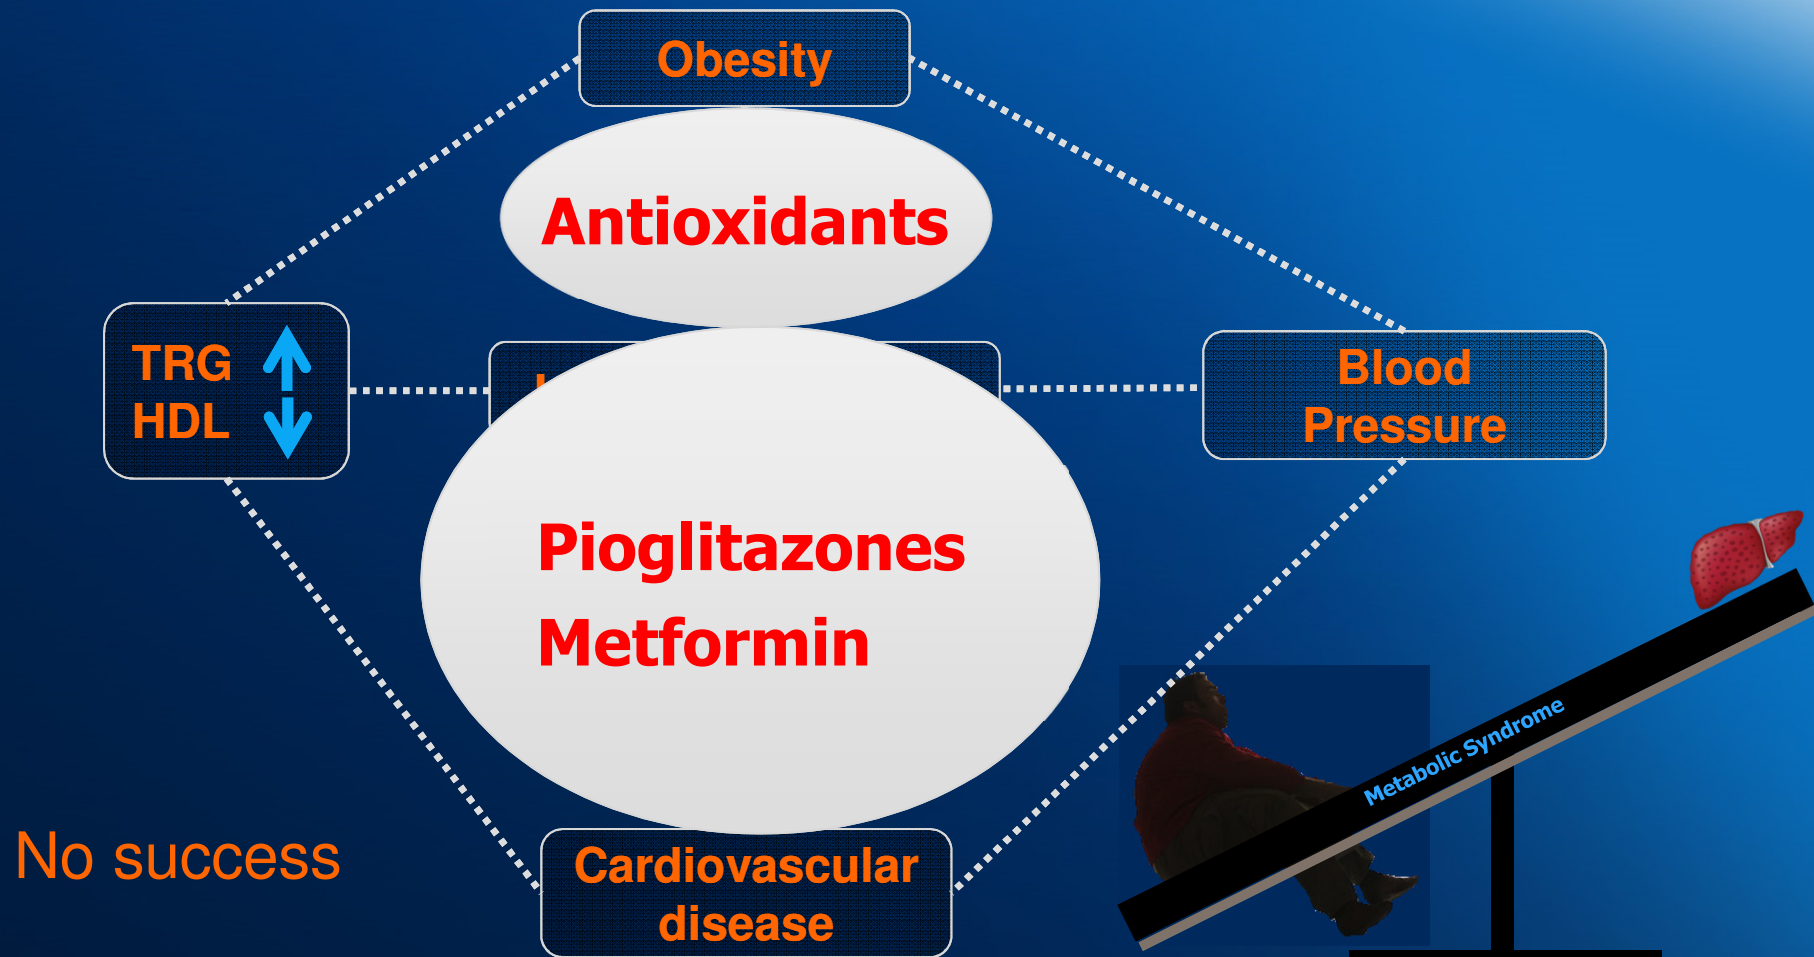 Obesity
Antioxidants
TRG
HDL
Blood
Pressure
Pioglitazones
Metformin
Metabolic Syndrome
No success
Cardiovascular
disease